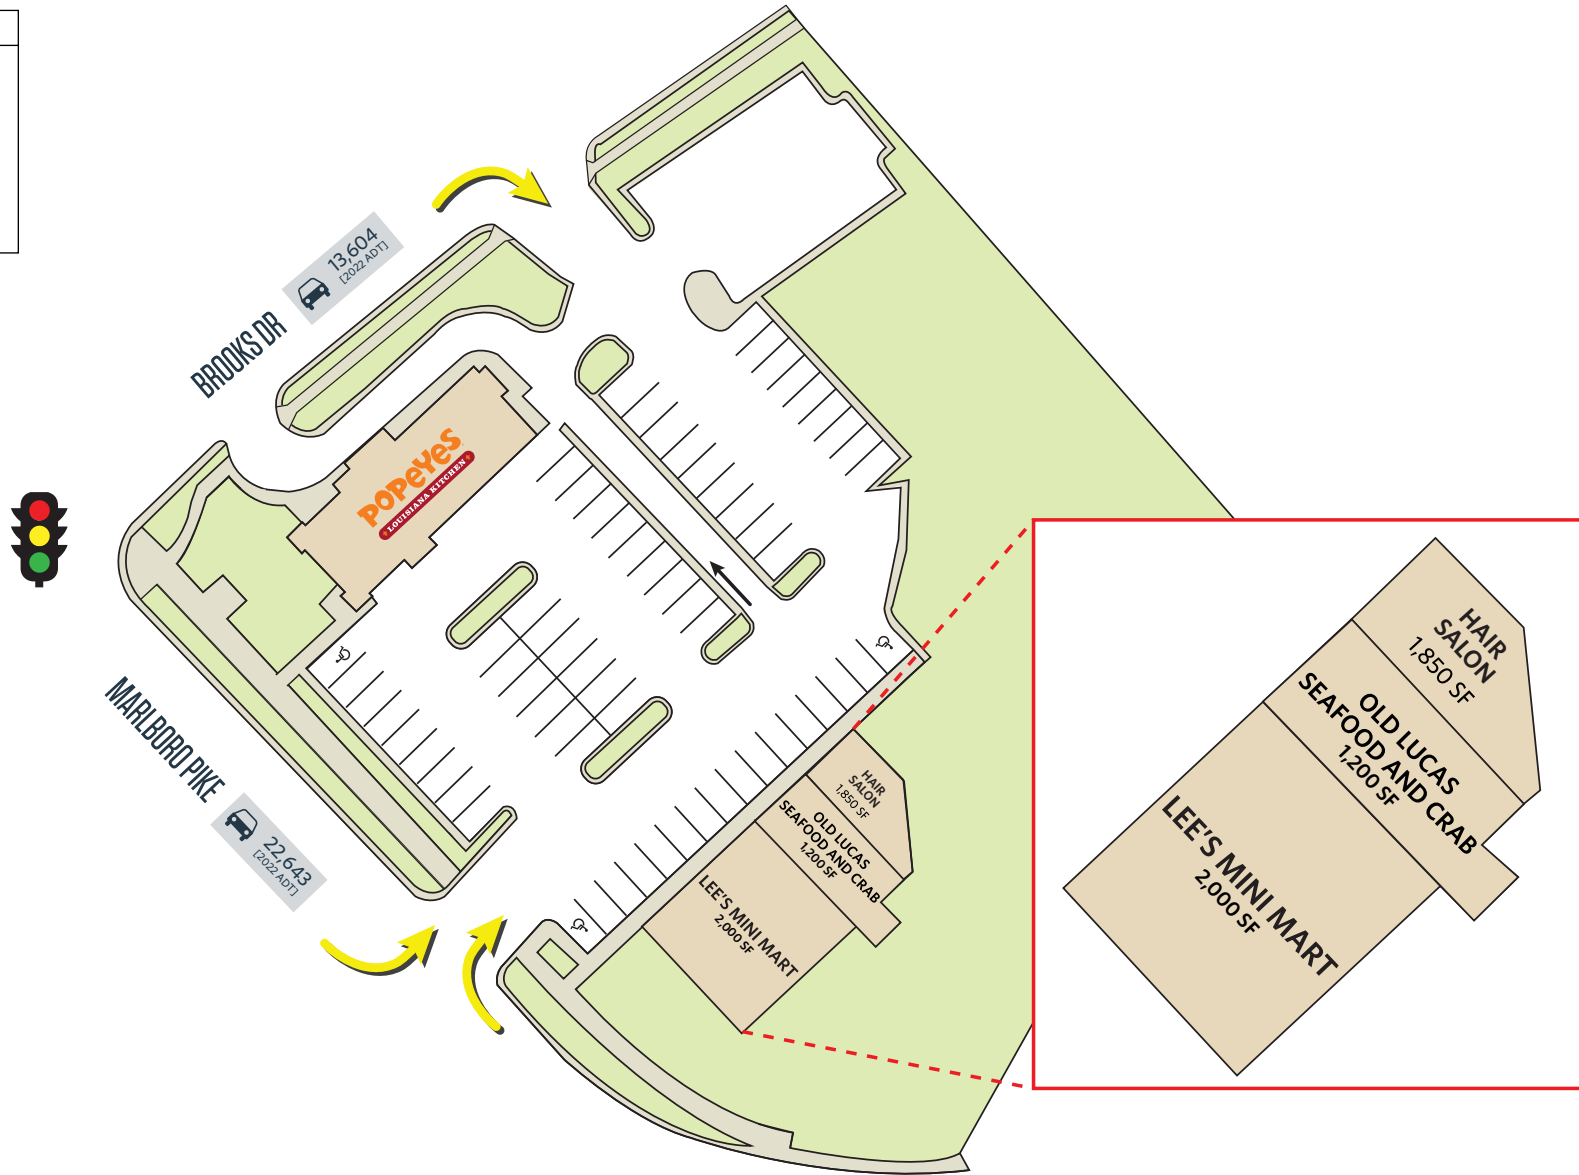 13,604
[2022 ADT]
BROOKS DR
POPEYES
LOUISIANA KITCHEN
MARLBORO PIKE
22,643
[2022 ADT]
HAIR
SALON
1,850 SF
OLD LUCAS
SEAFOOD AND CRAB
1,200 SF
LEE'S MINI MART
2,000 SF
HAIR
SALON
1,850 SF
OLD LUCAS
SEAFOOD AND CRAB
1,200 SF
LEE'S MINI MART
2,000 SF